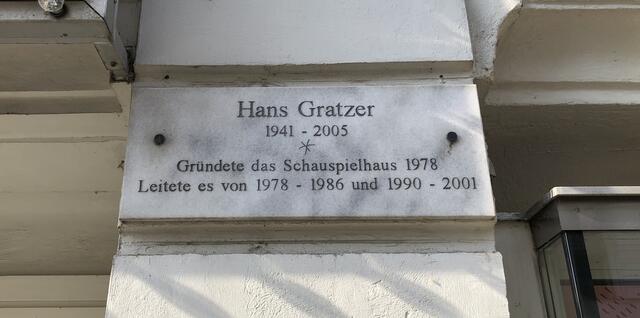 Hans Gratzer
1941 - 2005
*
Gründete das Schauspielhaus 1978
Leitete es von 1978 - 1986 und 1990 - 2001